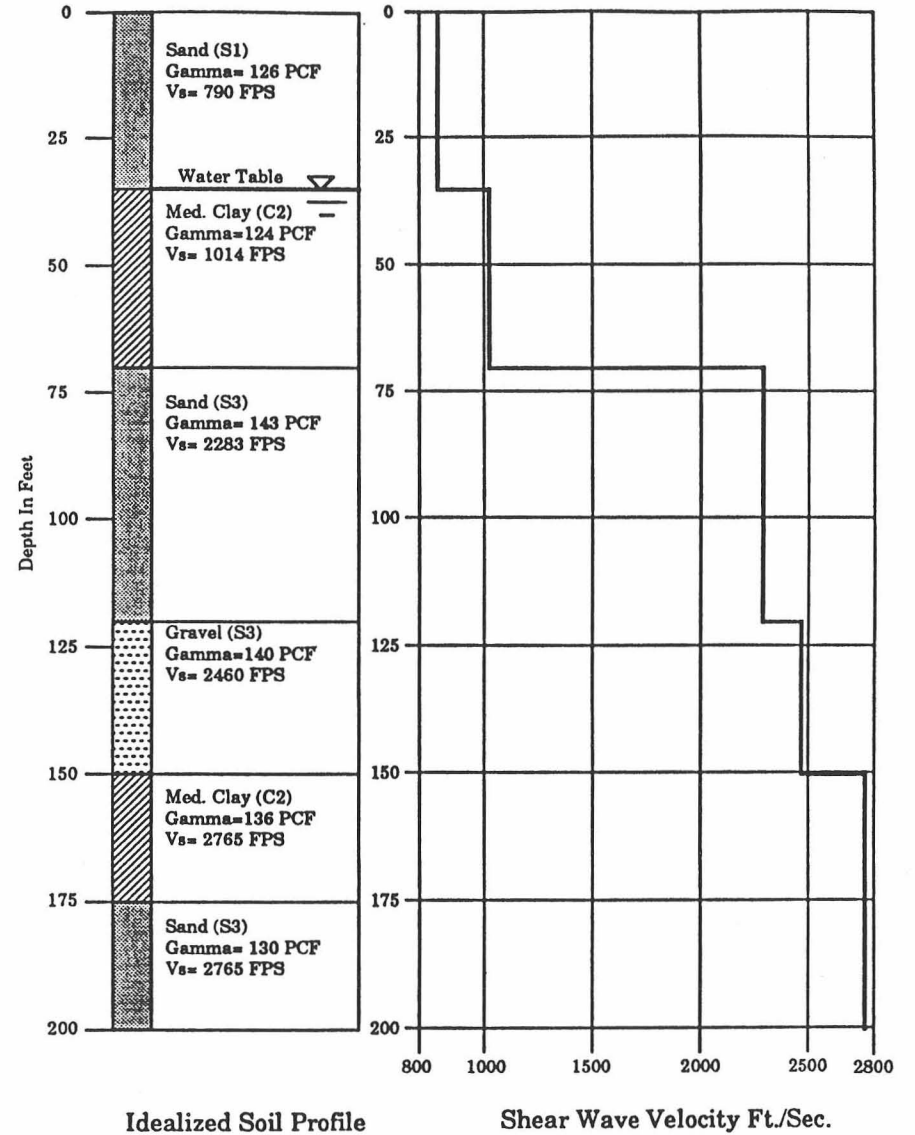 0
Sand (S1)
Gamma= 126 PCF
Vs= 790 FPS
25
Water Table
Med. Clay (C2)
Gamma=124 PCF
Vs= 1014 FPS
50
75
Sand (S3)
Gamma= 143 PCF
Vs= 2283 FPS
Depth In Feet
100
125
Gravel (S3)
Gamma=140 PCF
Vs= 2460 FPS
150
Med. Clay (C2)
Gamma=136 PCF
Vs= 2765 FPS
175
Sand (S3)
Gamma= 130 PCF
Vs= 2765 FPS
200
Idealized Soil Profile
0
25
50
75
100
125
150
175
200
800 1000 1500 2000 2500 2800
Shear Wave Velocity Ft./Sec.